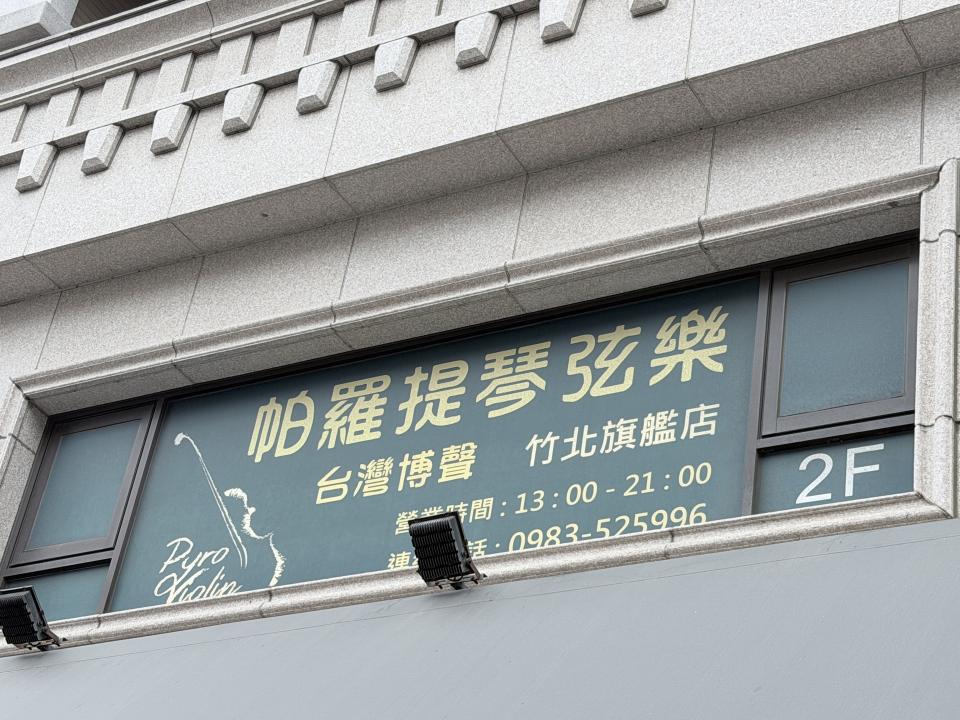 帕羅提琴弦樂
台灣博聲 竹北旗艦店
營業時間：13：00 - 21：00
話：0983-525996
Pyro
Violin
2F